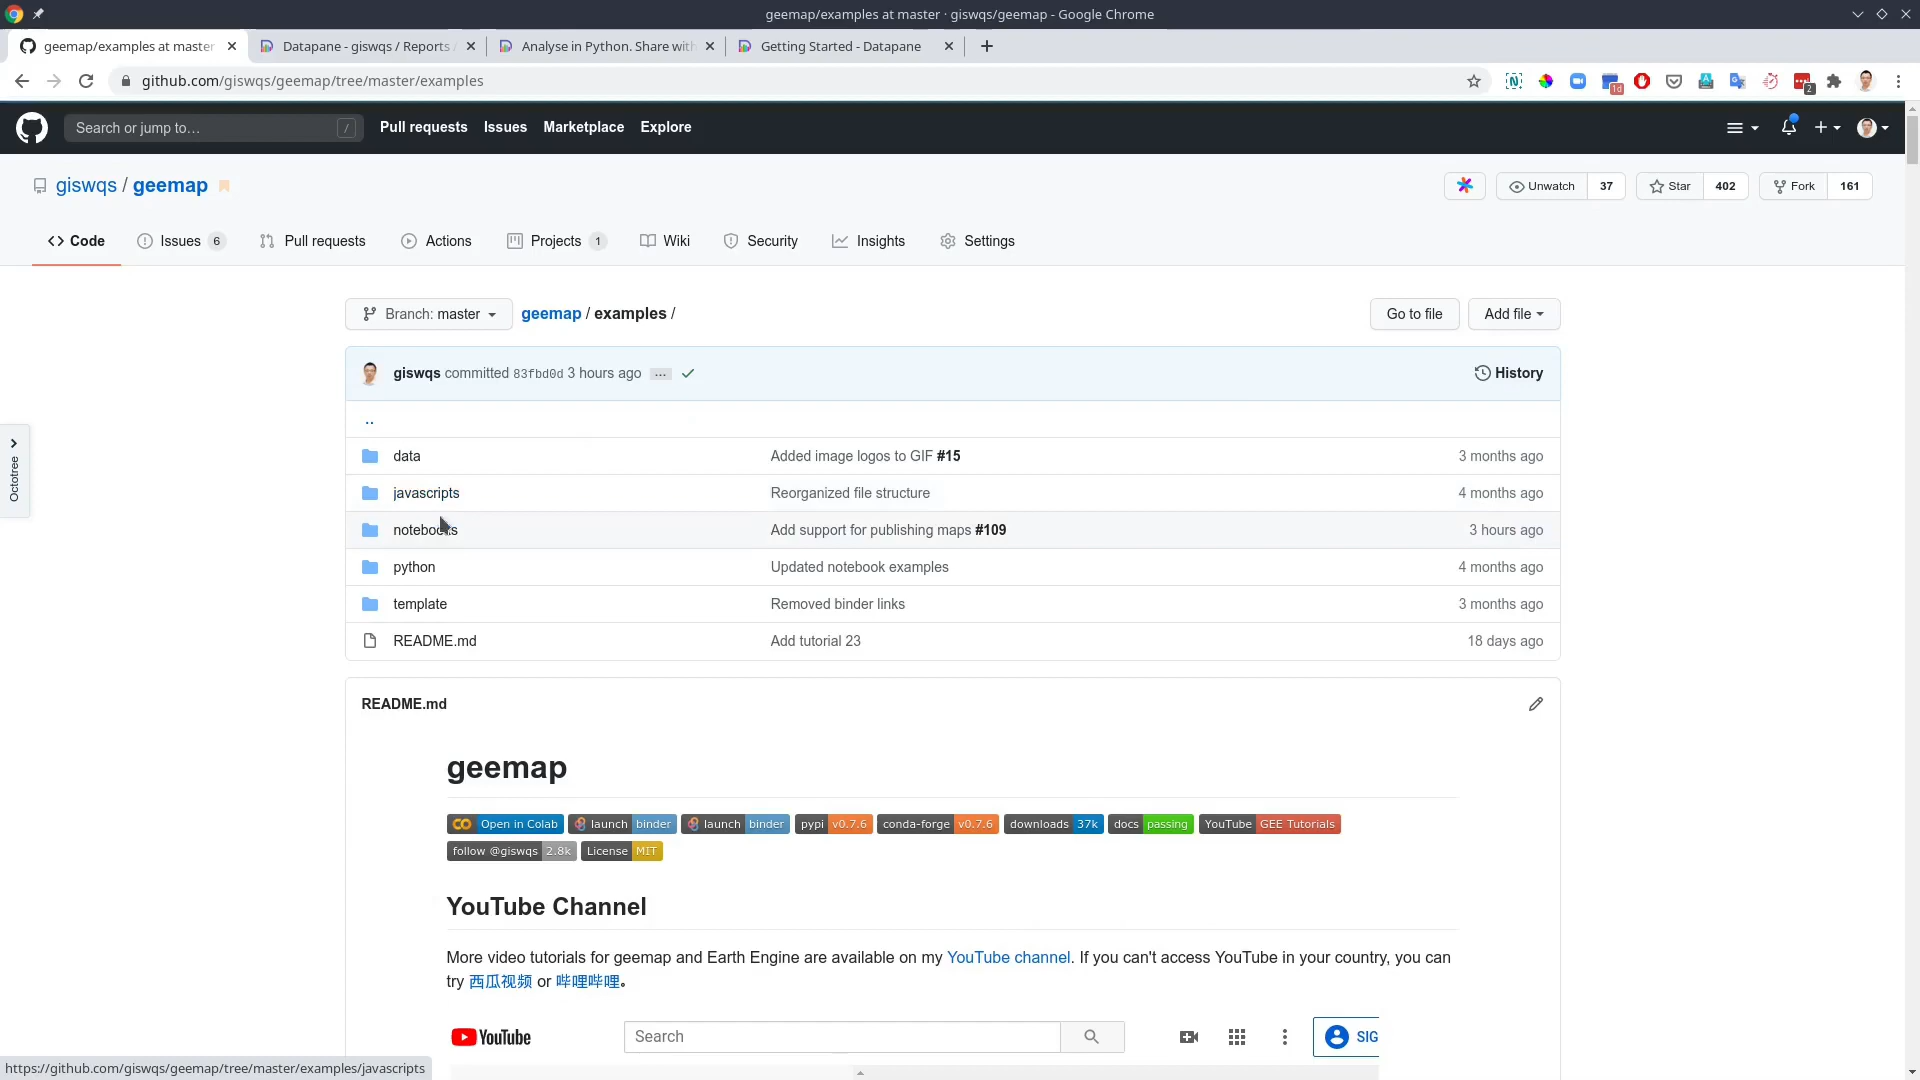 geemap/examples at master · giswqs/geemap - Google Chrome
geemap/examples at master
Datapane - giswqs / Reports /
Analyse in Python. Share with
Getting Started - Datapane
github.com/giswqs/geemap/tree/master/examples
1d
2
Search or jump to…
/
Pull requests
Issues
Marketplace
Explore
giswqs / geemap
Unwatch 37
Star 402
Fork 161
Code
Issues 6
Pull requests
Actions
Projects 1
Wiki
Security
Insights
Settings
Branch: master
geemap / examples /
Go to file
Add file
giswqs committed 83fbd0d 3 hours ago ...
History
..
data Added image logos to GIF #15 3 months ago
javascripts Reorganized file structure 4 months ago
notebooks Add support for publishing maps #109 3 hours ago
python Updated notebook examples 4 months ago
template Removed binder links 3 months ago
README.md Add tutorial 23 18 days ago
Octotree
README.md
geemap
Open in Colab launch binder launch binder pypi v0.7.6 conda-forge v0.7.6 downloads 37k docs passing YouTube GEE Tutorials
follow @giswqs 2.8k License MIT
YouTube Channel
More video tutorials for geemap and Earth Engine are available on my YouTube channel. If you can't access YouTube in your country, you can
try 西瓜视频 or 哔哩哔哩。
YouTube
Search
SIG
https://github.com/giswqs/geemap/tree/master/examples/javascripts